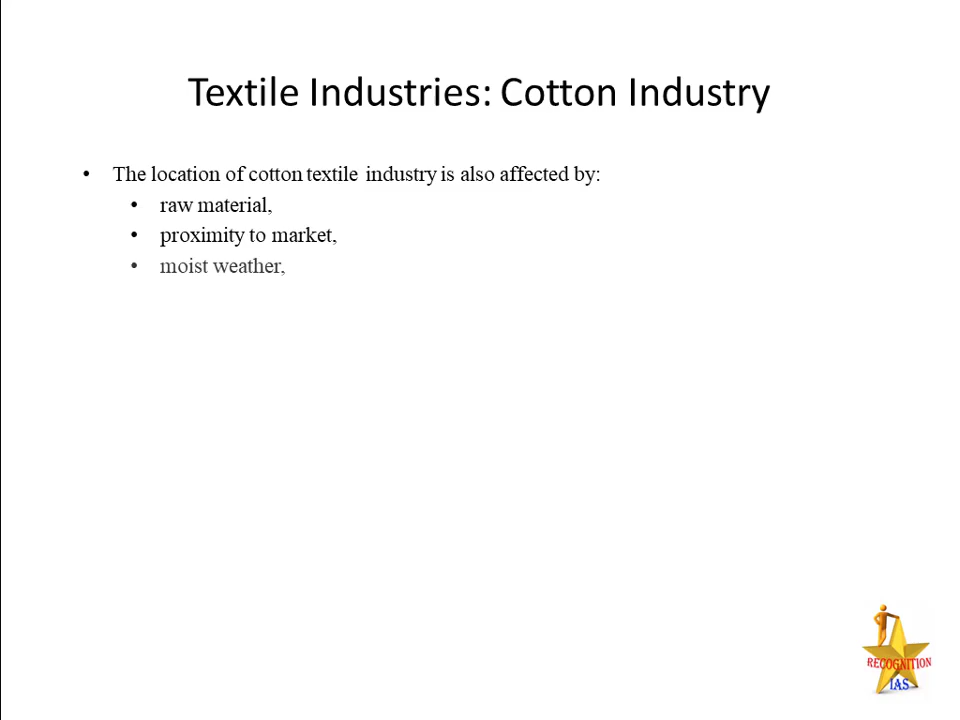 Textile Industries: Cotton Industry
• The location of cotton textile industry is also affected by:
• raw material,
• proximity to market,
• moist weather,
RECOGNITION
IAS